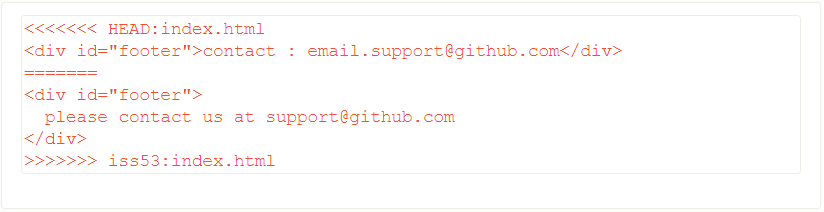 <<<<<<< HEAD:index.html
<div id="footer">contact : email.support@github.com</div>
=======
<div id="footer">
  please contact us at support@github.com
</div>
>>>>>>> iss53:index.html